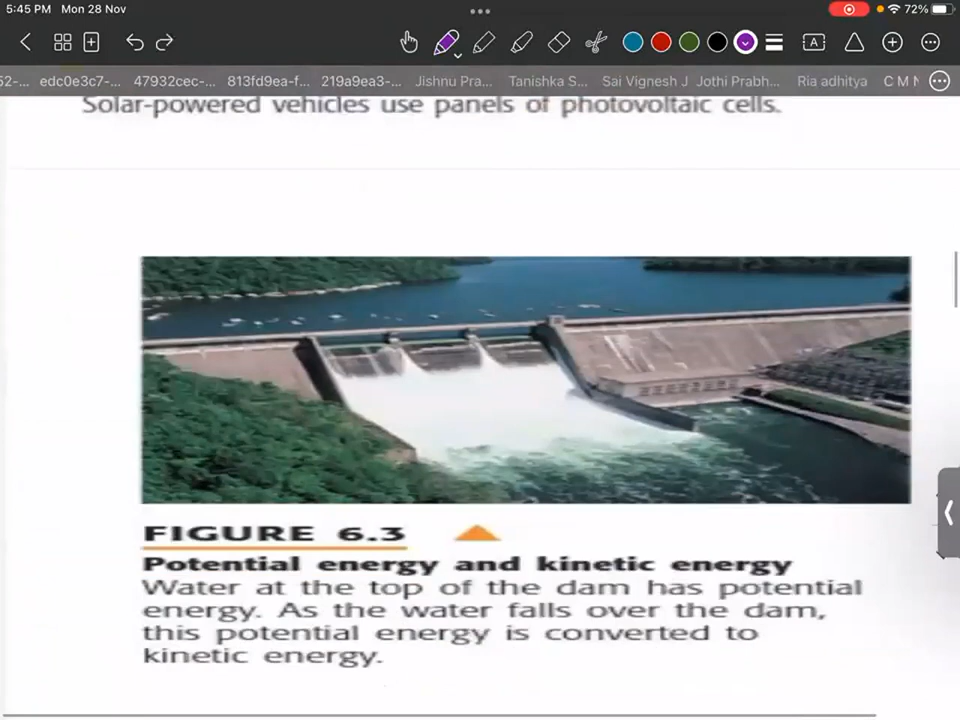 5:45 PM Mon 28 Nov
72%
A
52-... edc0e3c7-... 47932cec-... 813fd9ea-f... 219a9ea3-... Jishnu Pra... Tanishka S... Sai Vignesh J Jothi Prabh... Ria adhitya C M N
Solar-powered vehicles use panels of photovoltaic cells.
FIGURE 6.3
Potential energy and kinetic energy
Water at the top of the dam has potential
energy. As the water falls over the dam,
this potential energy is converted to
kinetic energy.